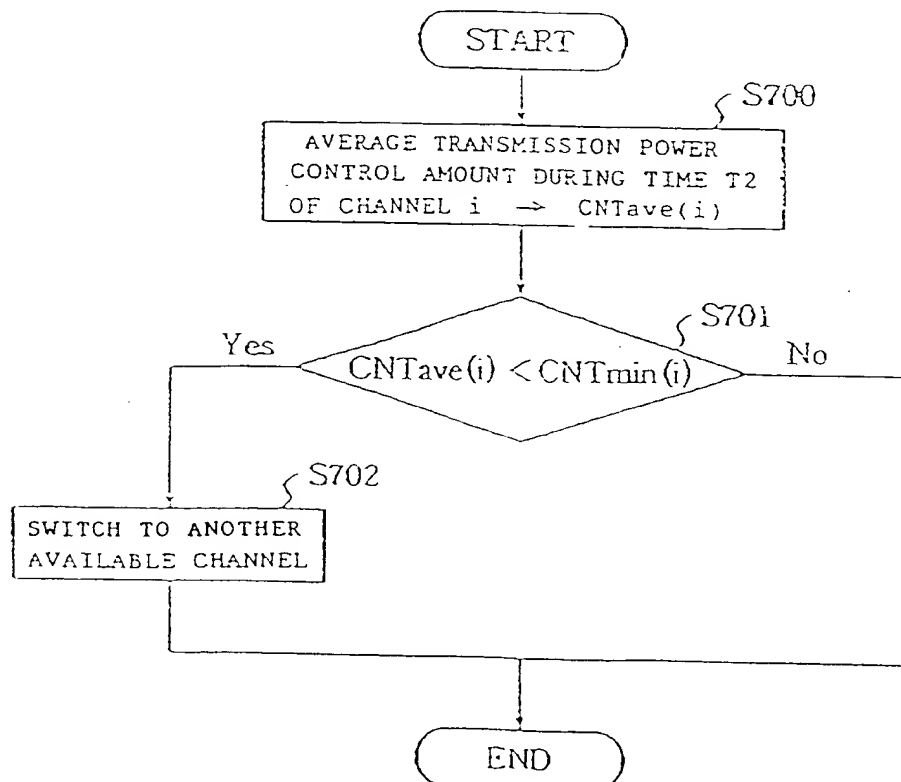 START
S700
AVERAGE TRANSMISSION POWER
CONTROL AMOUNT DURING TIME T2
OF CHANNEL i → CNTave(i)
S701
Yes
CNTave(i) < CNTmin(i)
No
S702
SWITCH TO ANOTHER
AVAILABLE CHANNEL
END